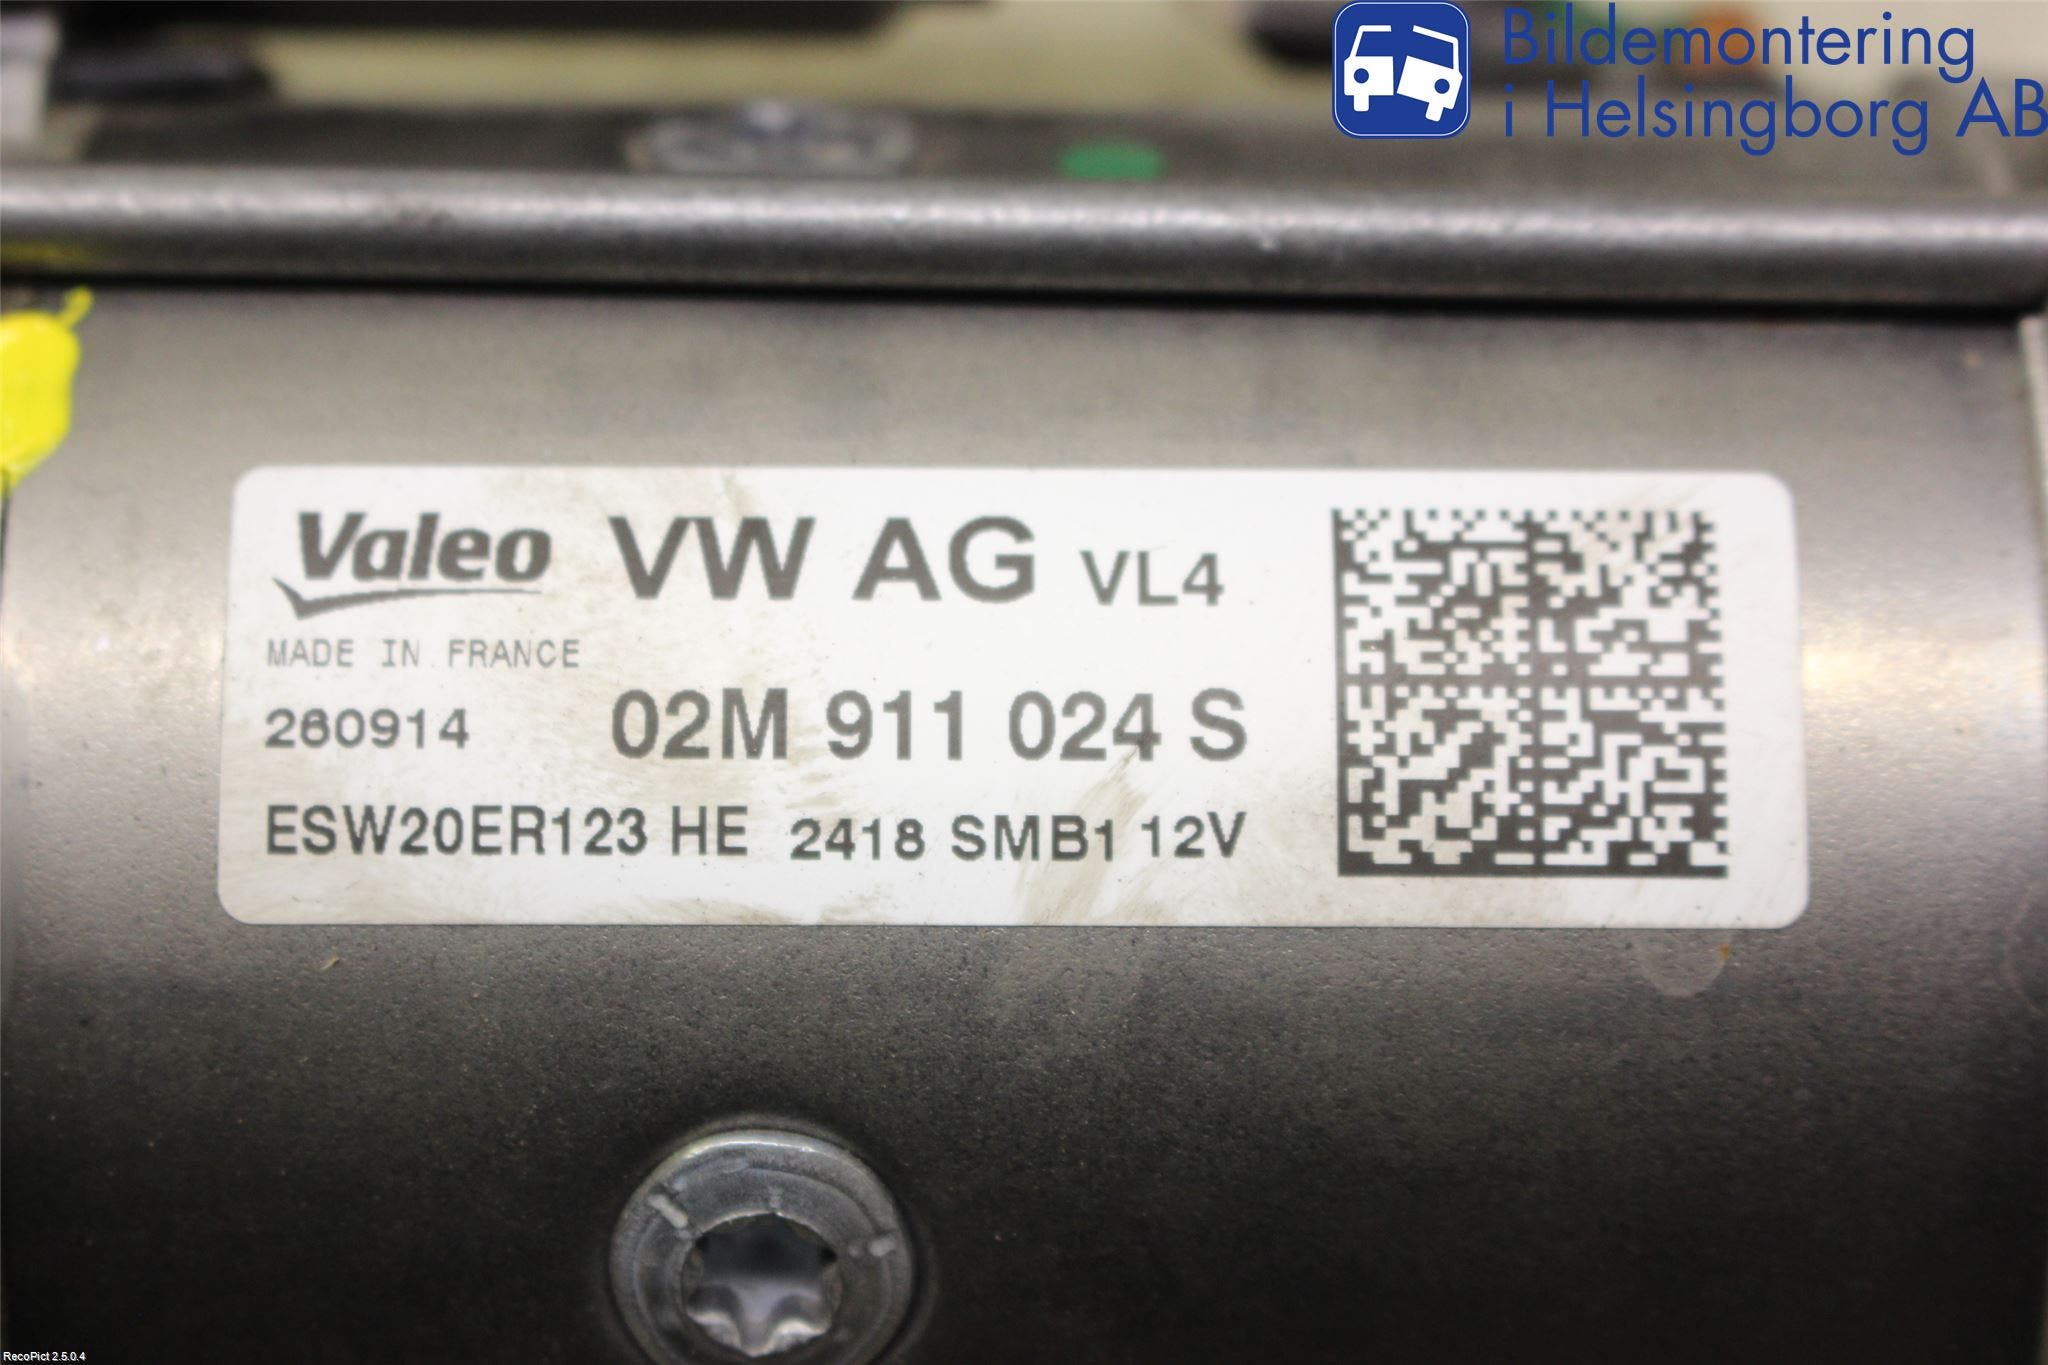 Bildemontering
i Helsingborg AB
Valeo VW AG VL4
MADE IN FRANCE
260914 02M 911 024 S
ESW20ER123 HE 2418 SMB1 12V
RecoPict 2.5.0.4